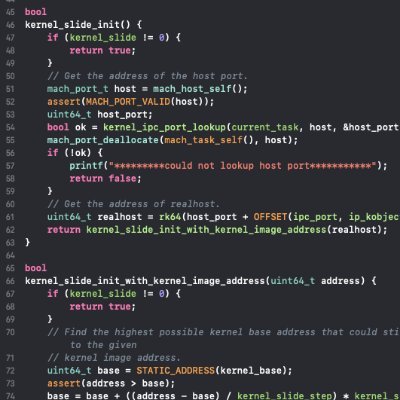 45 bool
46 kernel_slide_init() {
47     if (kernel_slide != 0) {
48         return true;
49     }
50     // Get the address of the host port.
51     mach_port_t host = mach_host_self();
52     assert(MACH_PORT_VALID(host));
53     uint64_t host_port;
54     bool ok = kernel_ipc_port_lookup(current_task, host, &host_port
55     mach_port_deallocate(mach_task_self(), host);
56     if (!ok) {
57         printf("*********could not lookup host port***********");
58         return false;
59     }
60     // Get the address of realhost.
61     uint64_t realhost = rk64(host_port + OFFSET(ipc_port, ip_kobjec
62     return kernel_slide_init_with_kernel_image_address(realhost);
63 }
64
65 bool
66 kernel_slide_init_with_kernel_image_address(uint64_t address) {
67     if (kernel_slide != 0) {
68         return true;
69     }
70     // Find the highest possible kernel base address that could sti
        to the given
71     // kernel image address.
72     uint64_t base = STATIC_ADDRESS(kernel_base);
73     assert(address > base);
74     base = base + ((address - base) / kernel_slide_step) * kernel_s